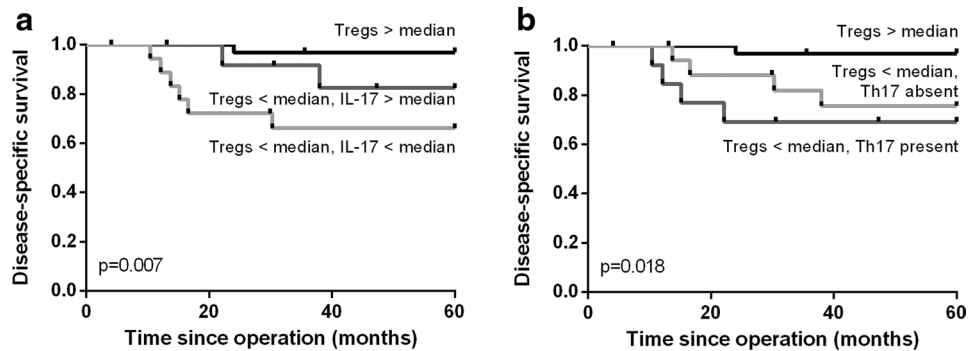 a
Disease-specific survival
1.0
0.8
0.6
0.4
0.2
0.0
Tregs > median
Tregs < median, IL-17 > median
Tregs < median, IL-17 < median
p=0.007
0
20
40
60
Time since operation (months)
b
Disease-specific survival
1.0
0.8
0.6
0.4
0.2
0.0
Tregs > median
Tregs < median,
Th17 absent
Tregs < median, Th17 present
p=0.018
0
20
40
60
Time since operation (months)